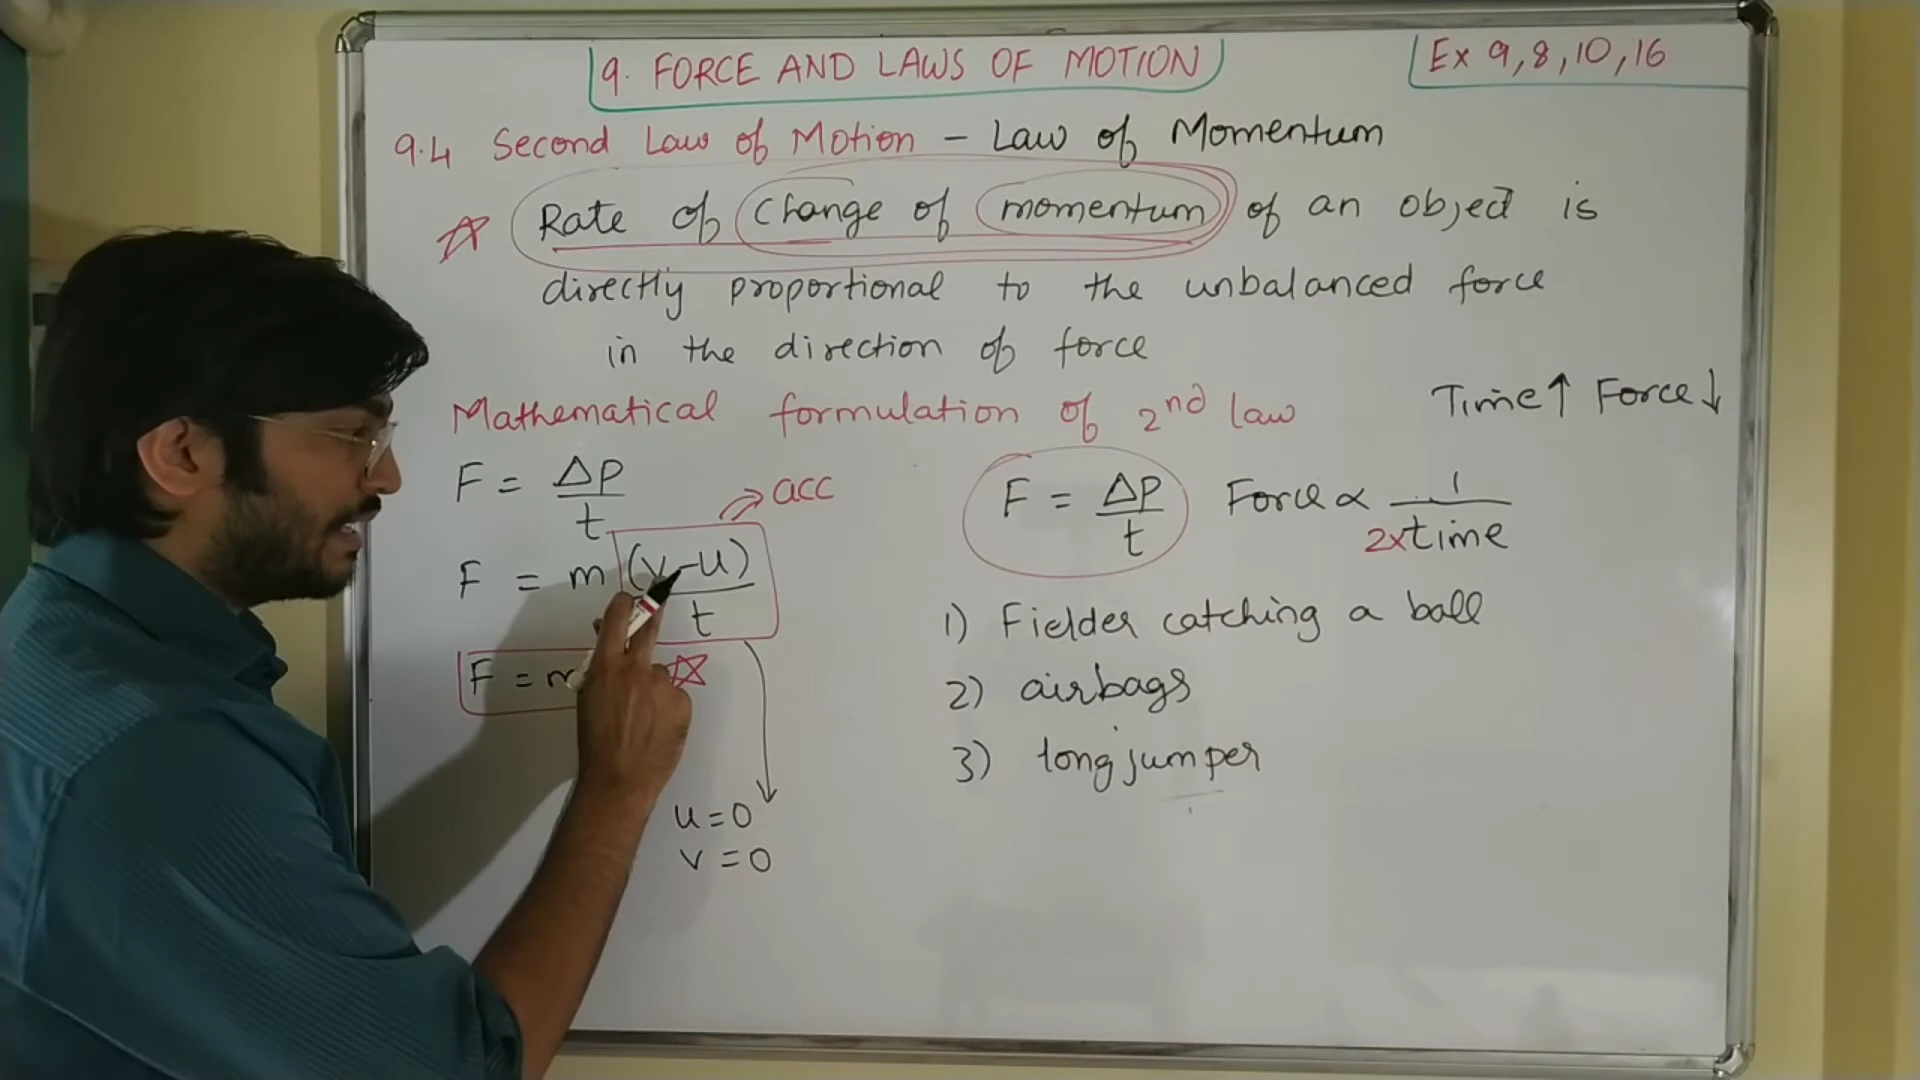 9. FORCE AND LAWS OF MOTION
Ex 9,8,10,16
9.4 Second Law of Motion - Law of Momentum
Rate of change of momentum of an object is
directly proportional to the unbalanced force
in the direction of force
Mathematical formulation of 2nd law
Time↑ Force↓
F = Δp/t
acc
F = m (v-u)/t
F = m
u = 0
v = 0
F = Δp/t Force ∝ 1/2xtime
1) Fielder catching a ball
2) airbags
3) long jumper